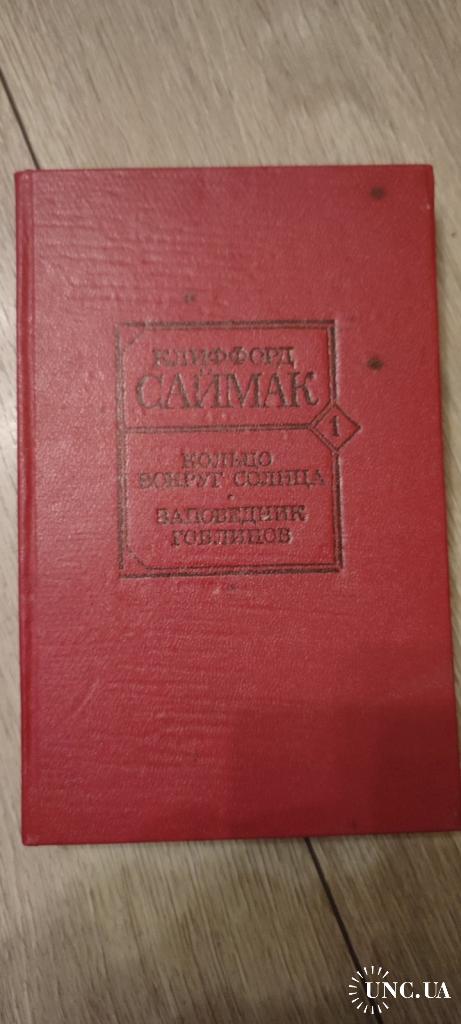 КЛИФФОРД
САЙМАК
1
КОЛЬЦО
ВОКРУГ СОЛНЦА
•
ЗАПОВЕДНИК
ГОБЛИНОВ
UNC.UA